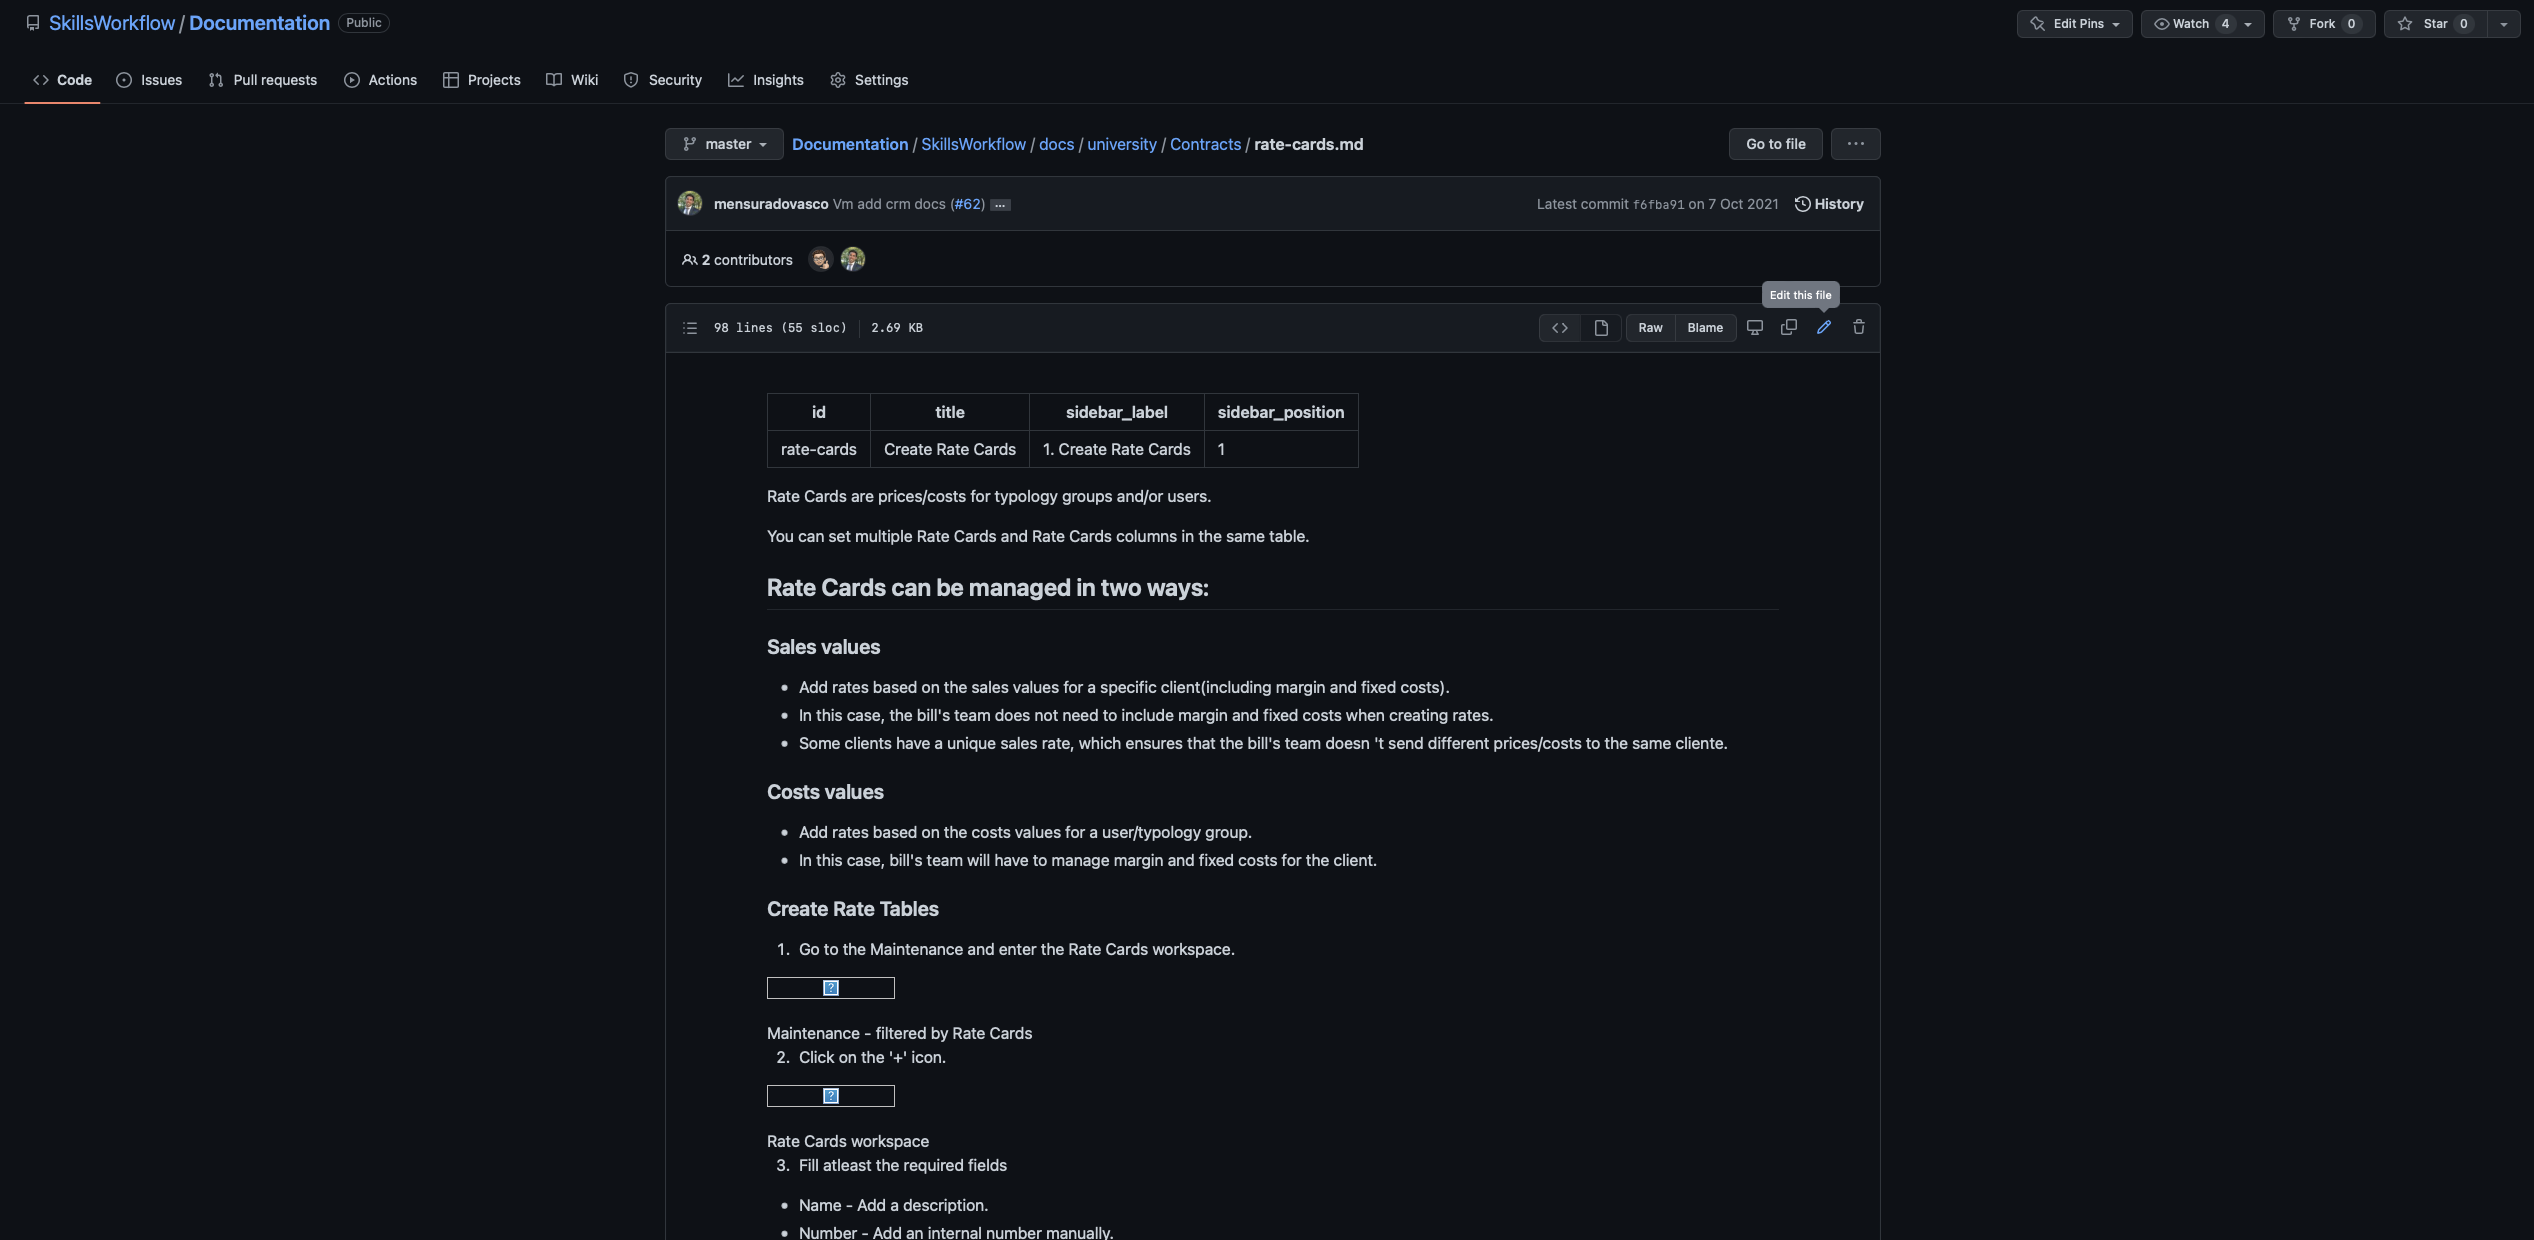 SkillsWorkflow / Documentation Public
Edit Pins Watch 4 Fork 0 Star 0
Code Issues Pull requests Actions Projects Wiki Security Insights Settings
master Documentation / SkillsWorkflow / docs / university / Contracts / rate-cards.md Go to file ...
mensuradovasco Vm add crm docs (#62) ... Latest commit f6fba91 on 7 Oct 2021 History
2 contributors
Edit this file
98 lines (55 sloc) 2.69 KB <> Raw Blame
id title sidebar_label sidebar_position
rate-cards Create Rate Cards 1. Create Rate Cards 1
Rate Cards are prices/costs for typology groups and/or users.
You can set multiple Rate Cards and Rate Cards columns in the same table.
Rate Cards can be managed in two ways:
Sales values
• Add rates based on the sales values for a specific client(including margin and fixed costs).
• In this case, the bill's team does not need to include margin and fixed costs when creating rates.
• Some clients have a unique sales rate, which ensures that the bill's team doesn 't send different prices/costs to the same cliente.
Costs values
• Add rates based on the costs values for a user/typology group.
• In this case, bill's team will have to manage margin and fixed costs for the client.
Create Rate Tables
1. Go to the Maintenance and enter the Rate Cards workspace.
?
Maintenance - filtered by Rate Cards
2. Click on the '+' icon.
?
Rate Cards workspace
3. Fill atleast the required fields
• Name - Add a description.
• Number - Add an internal number manually.